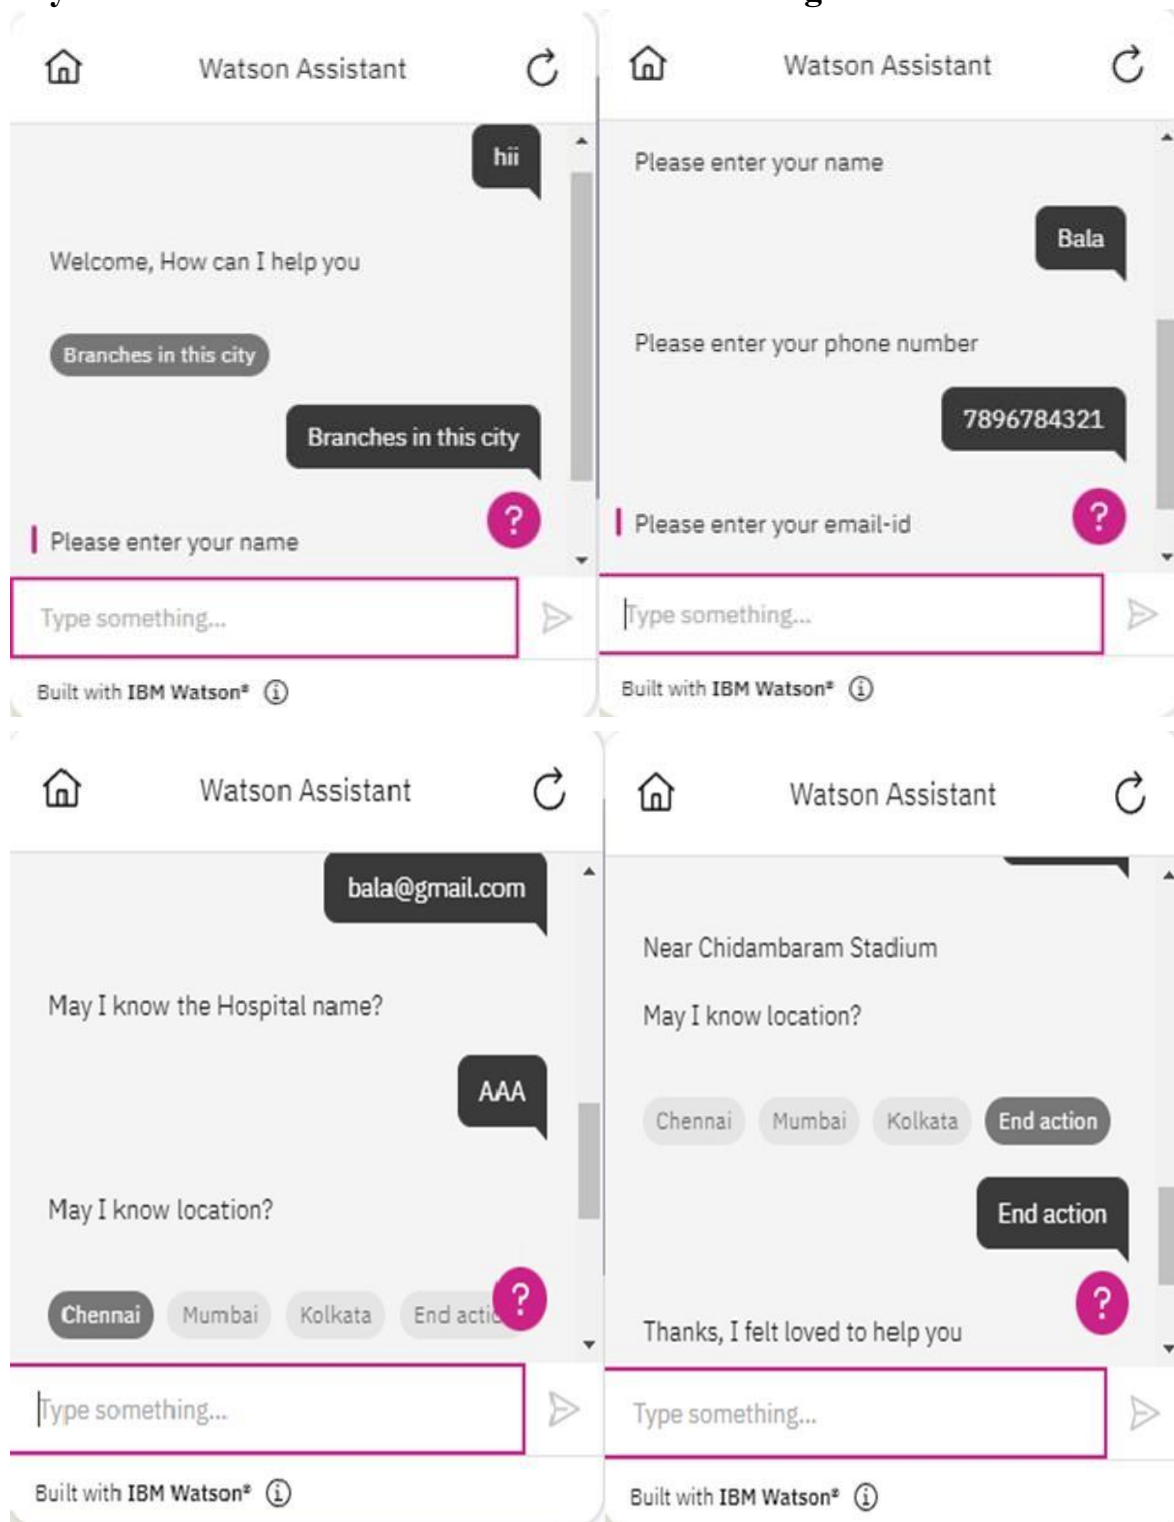 Watson Assistant
hii
Welcome, How can I help you
Branches in this city
Branches in this city
?
Please enter your name
Type something...
Built with IBM Watson®
Watson Assistant
Please enter your name
Bala
Please enter your phone number
7896784321
?
Please enter your email-id
Type something...
Built with IBM Watson®
Watson Assistant
bala@gmail.com
May I know the Hospital name?
AAA
May I know location?
Chennai Mumbai Kolkata End actio
?
Type something...
Built with IBM Watson®
Watson Assistant
Near Chidambaram Stadium
May I know location?
Chennai Mumbai Kolkata End action
End action
?
Thanks, I felt loved to help you
Type something...
Built with IBM Watson®